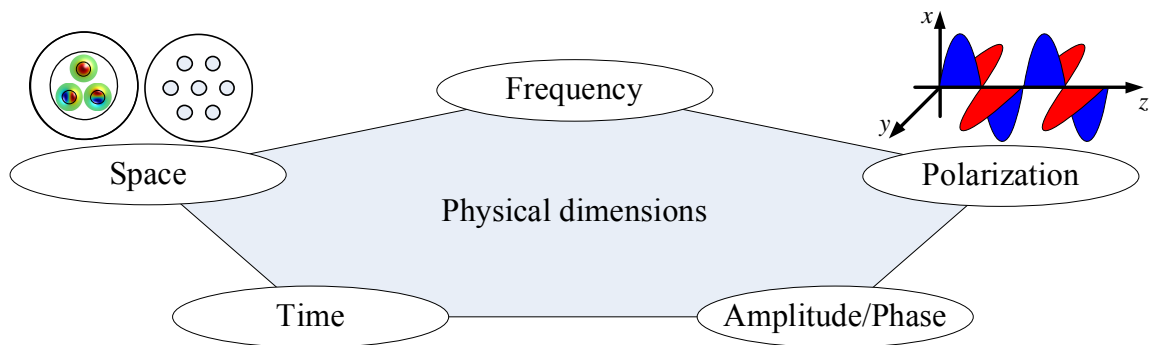 x
y
z
Frequency
Space
Polarization
Physical dimensions
Time
Amplitude/Phase